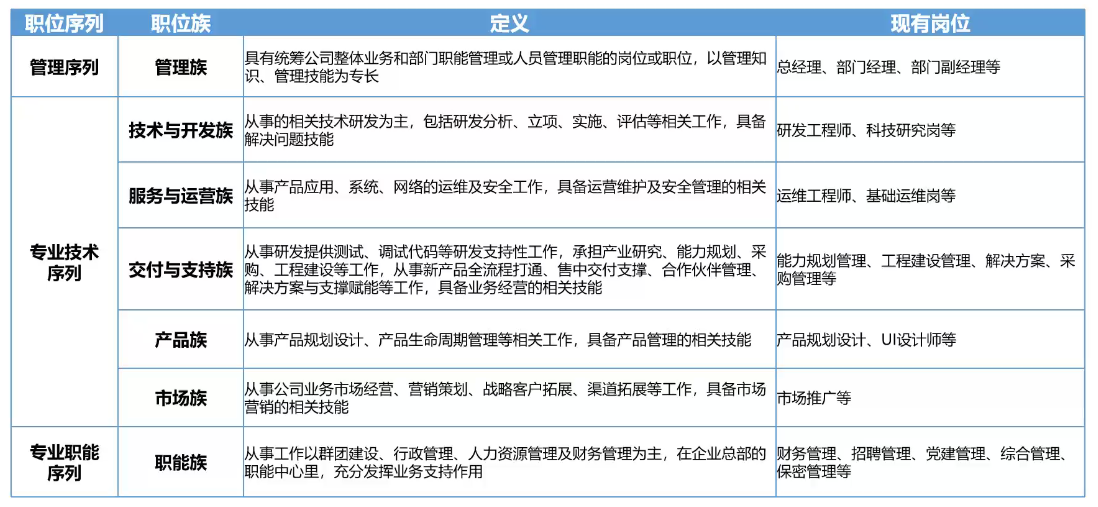 职位序列 职位族 定义 现有岗位
管理序列 管理族
具有统筹公司整体业务和部门职能管理或人员管理职能的岗位或职位，以管理知
识、管理技能为专长
总经理、部门经理、部门副经理等
专业技术
序列
技术与开发族
从事的相关技术研发为主，包括研发分析、立项、实施、评估等相关工作，具备
解决问题技能
研发工程师、科技研究岗等
服务与运营族
从事产品应用、系统、网络的运维及安全工作，具备运营维护及安全管理的相关
技能
运维工程师、基础运维岗等
交付与支持族
从事研发提供测试、调试代码等研发支持性工作，承担产业研究、能力规划、采
购、工程建设等工作，从事新产品全流程打通、售中交付支撑、合作伙伴管理、
解决方案与支撑赋能等工作，具备业务经营的相关技能
能力规划管理、工程建设管理、解决方案、采
购管理等
产品族
从事产品规划设计、产品生命周期管理等相关工作，具备产品管理的相关技能
产品规划设计、UI设计师等
市场族
从事公司业务市场经营、营销策划、战略客户拓展、渠道拓展等工作，具备市场
营销的相关技能
市场推广等
专业职能
序列
职能族
从事工作以群团建设、行政管理、人力资源管理及财务管理为主，在企业总部的
职能中心里，充分发挥业务支持作用
财务管理、招聘管理、党建管理、综合管理、
保密管理等